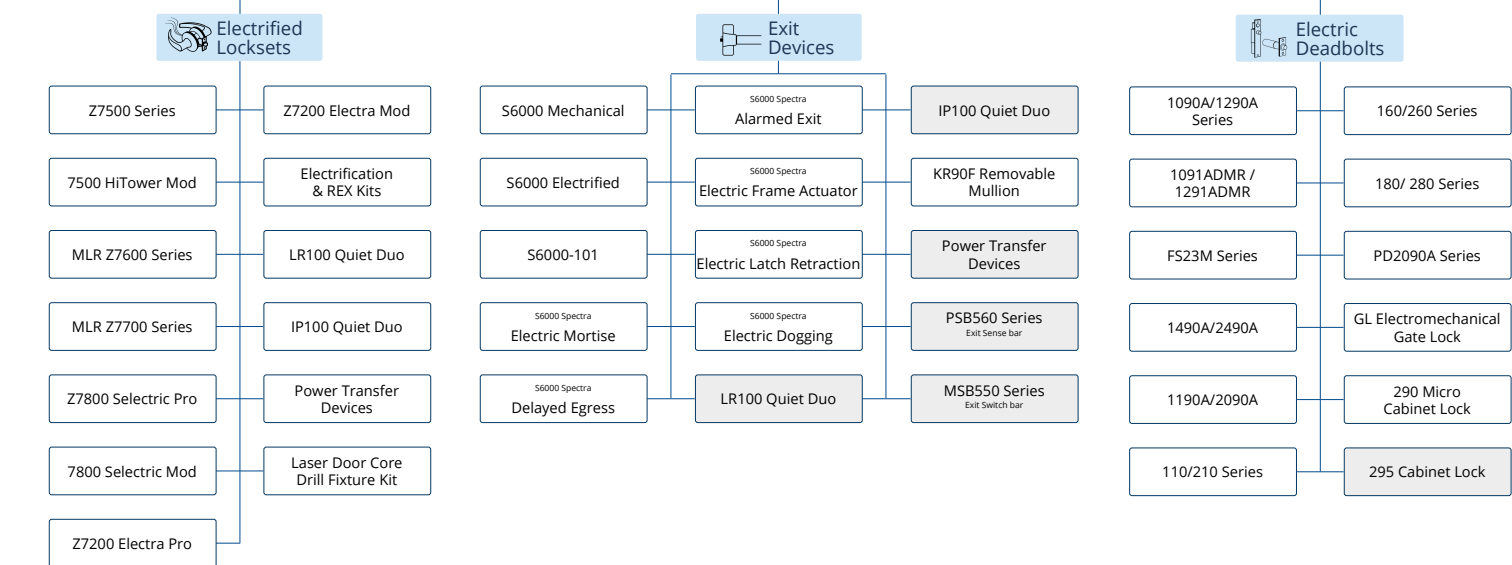 Electrified
Locksets
Z7500 Series
Z7200 Electra Mod
7500 HiTower Mod
Electrification
& REX Kits
MLR Z7600 Series
LR100 Quiet Duo
MLR Z7700 Series
IP100 Quiet Duo
Z7800 Selectric Pro
Power Transfer
Devices
7800 Selectric Mod
Laser Door Core
Drill Fixture Kit
Z7200 Electra Pro
Exit
Devices
S6000 Mechanical
S6000 Spectra
Alarmed Exit
IP100 Quiet Duo
S6000 Electrified
S6000 Spectra
Electric Frame Actuator
KR90F Removable
Mullion
S6000-101
S6000 Spectra
Electric Latch Retraction
Power Transfer
Devices
S6000 Spectra
Electric Mortise
S6000 Spectra
Electric Dogging
PSB560 Series
Exit Sense bar
S6000 Spectra
Delayed Egress
LR100 Quiet Duo
MSB550 Series
Exit Switch bar
Electric
Deadbolts
1090A/1290A
Series
160/260 Series
1091ADMR /
1291ADMR
180/ 280 Series
FS23M Series
PD2090A Series
1490A/2490A
GL Electromechanical
Gate Lock
1190A/2090A
290 Micro
Cabinet Lock
110/210 Series
295 Cabinet Lock